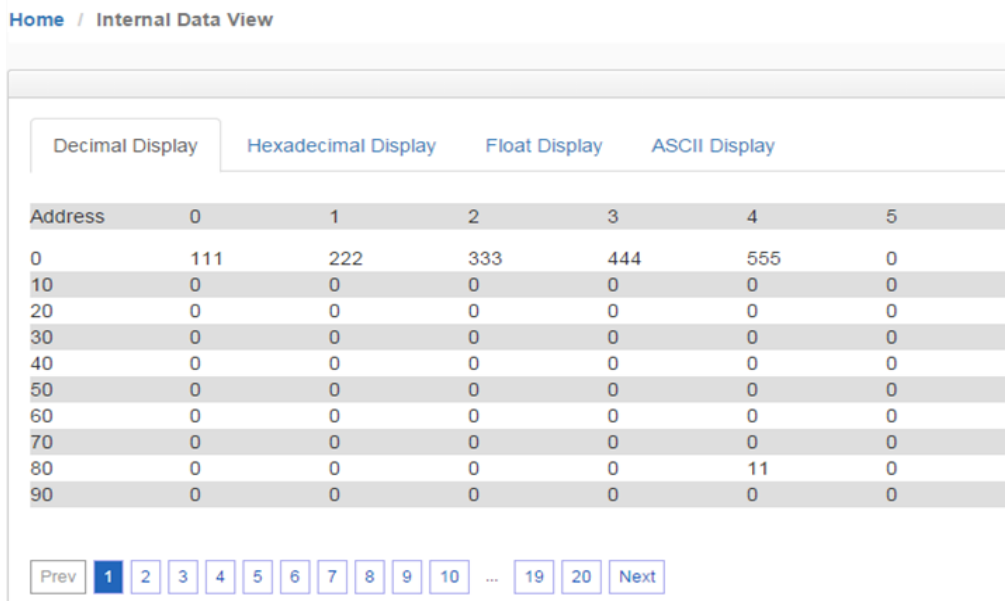 Home / Internal Data View
Decimal Display Hexadecimal Display Float Display ASCII Display
Address 0 1 2 3 4 5
0 111 222 333 444 555 0
10 0 0 0 0 0 0
20 0 0 0 0 0 0
30 0 0 0 0 0 0
40 0 0 0 0 0 0
50 0 0 0 0 0 0
60 0 0 0 0 0 0
70 0 0 0 0 0 0
80 0 0 0 0 11 0
90 0 0 0 0 0 0
Prev 1 2 3 4 5 6 7 8 9 10 ... 19 20 Next